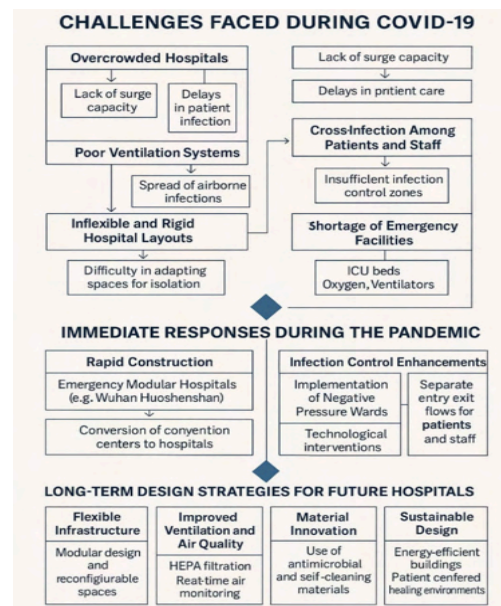 CHALLENGES FACED DURING COVID-19
Overcrowded Hospitals
Lack of surge
capacity
Delays
in patient
infection
Poor Ventilation Systems
Spread of airborne
infections
Inflexible and Rigid
Hospital Layouts
Difficulty in adapting
spaces for isolation
Lack of surge capacity
Delays in pntient care
Cross-Infection Among
Patients and Staff
Insufficient infection
control zones
Shortage of Emergency
Facilities
ICU beds
Oxygen, Ventilators
IMMEDIATE RESPONSES DURING THE PANDEMIC
Rapid Construction
Emergency Modular Hospitals
(e.g. Wuhan Huoshenshan)
Conversion of convyention
centers to hospitals
Infection Control Enhancements
Implementation
of Negative
Pressure Wards
Technological
interventions
Separate
entry exit
flows for
patients
and staff
LONG-TERM DESIGN STRATEGIES FOR FUTURE HOSPITALS
Flexible
Infrastructure
Modular design
and
reconfigiurable
spaces
Improved
Ventilation and
Air Quality
HEPA filtration
Real-time air
monitoring
Material
Innovation
Use of
antimicrobial
and seif-cleaning
materials
Sustainable
Design
Energy-efficient
buildings
Patient cenfered
healing environments